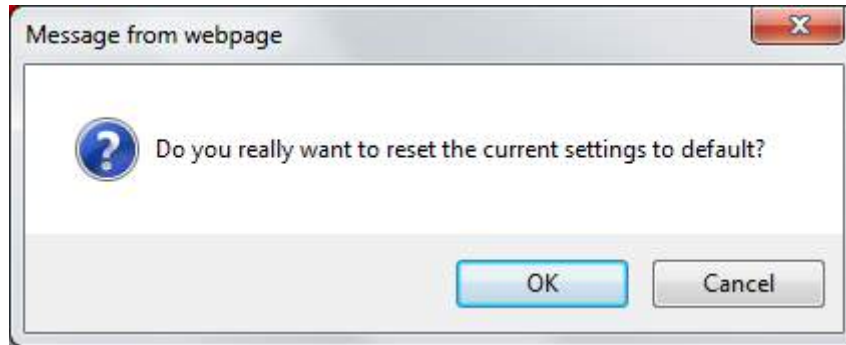 Message from webpage
Do you really want to reset the current settings to default?
OK
Cancel